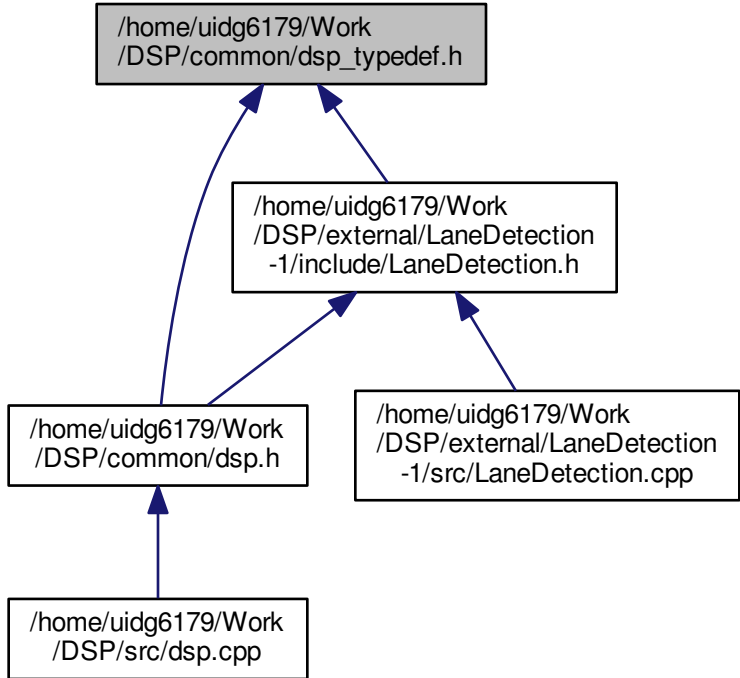 /home/uidg6179/Work
/DSP/common/dsp_typedef.h
/home/uidg6179/Work
/DSP/external/LaneDetection
-1/include/LaneDetection.h
/home/uidg6179/Work
/DSP/common/dsp.h
/home/uidg6179/Work
/DSP/external/LaneDetection
-1/src/LaneDetection.cpp
/home/uidg6179/Work
/DSP/src/dsp.cpp